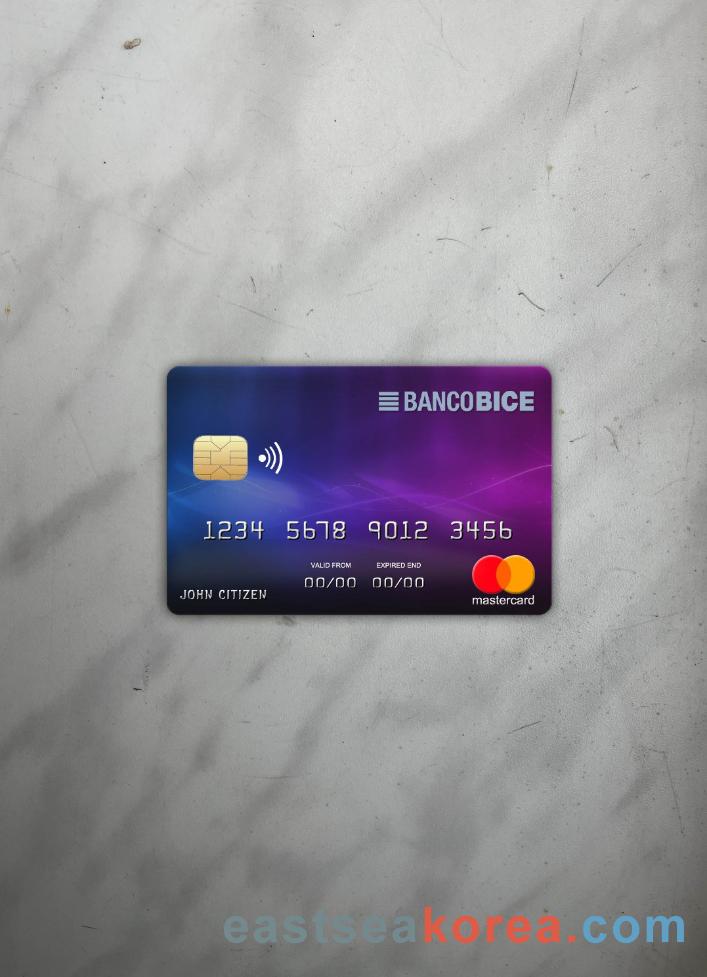 BANCOBICE
1234 5678 9012 3456
VALID FROM EXPIRED END
00/00 00/00
JOHN CITIZEN
mastercard
eastseakorea.com